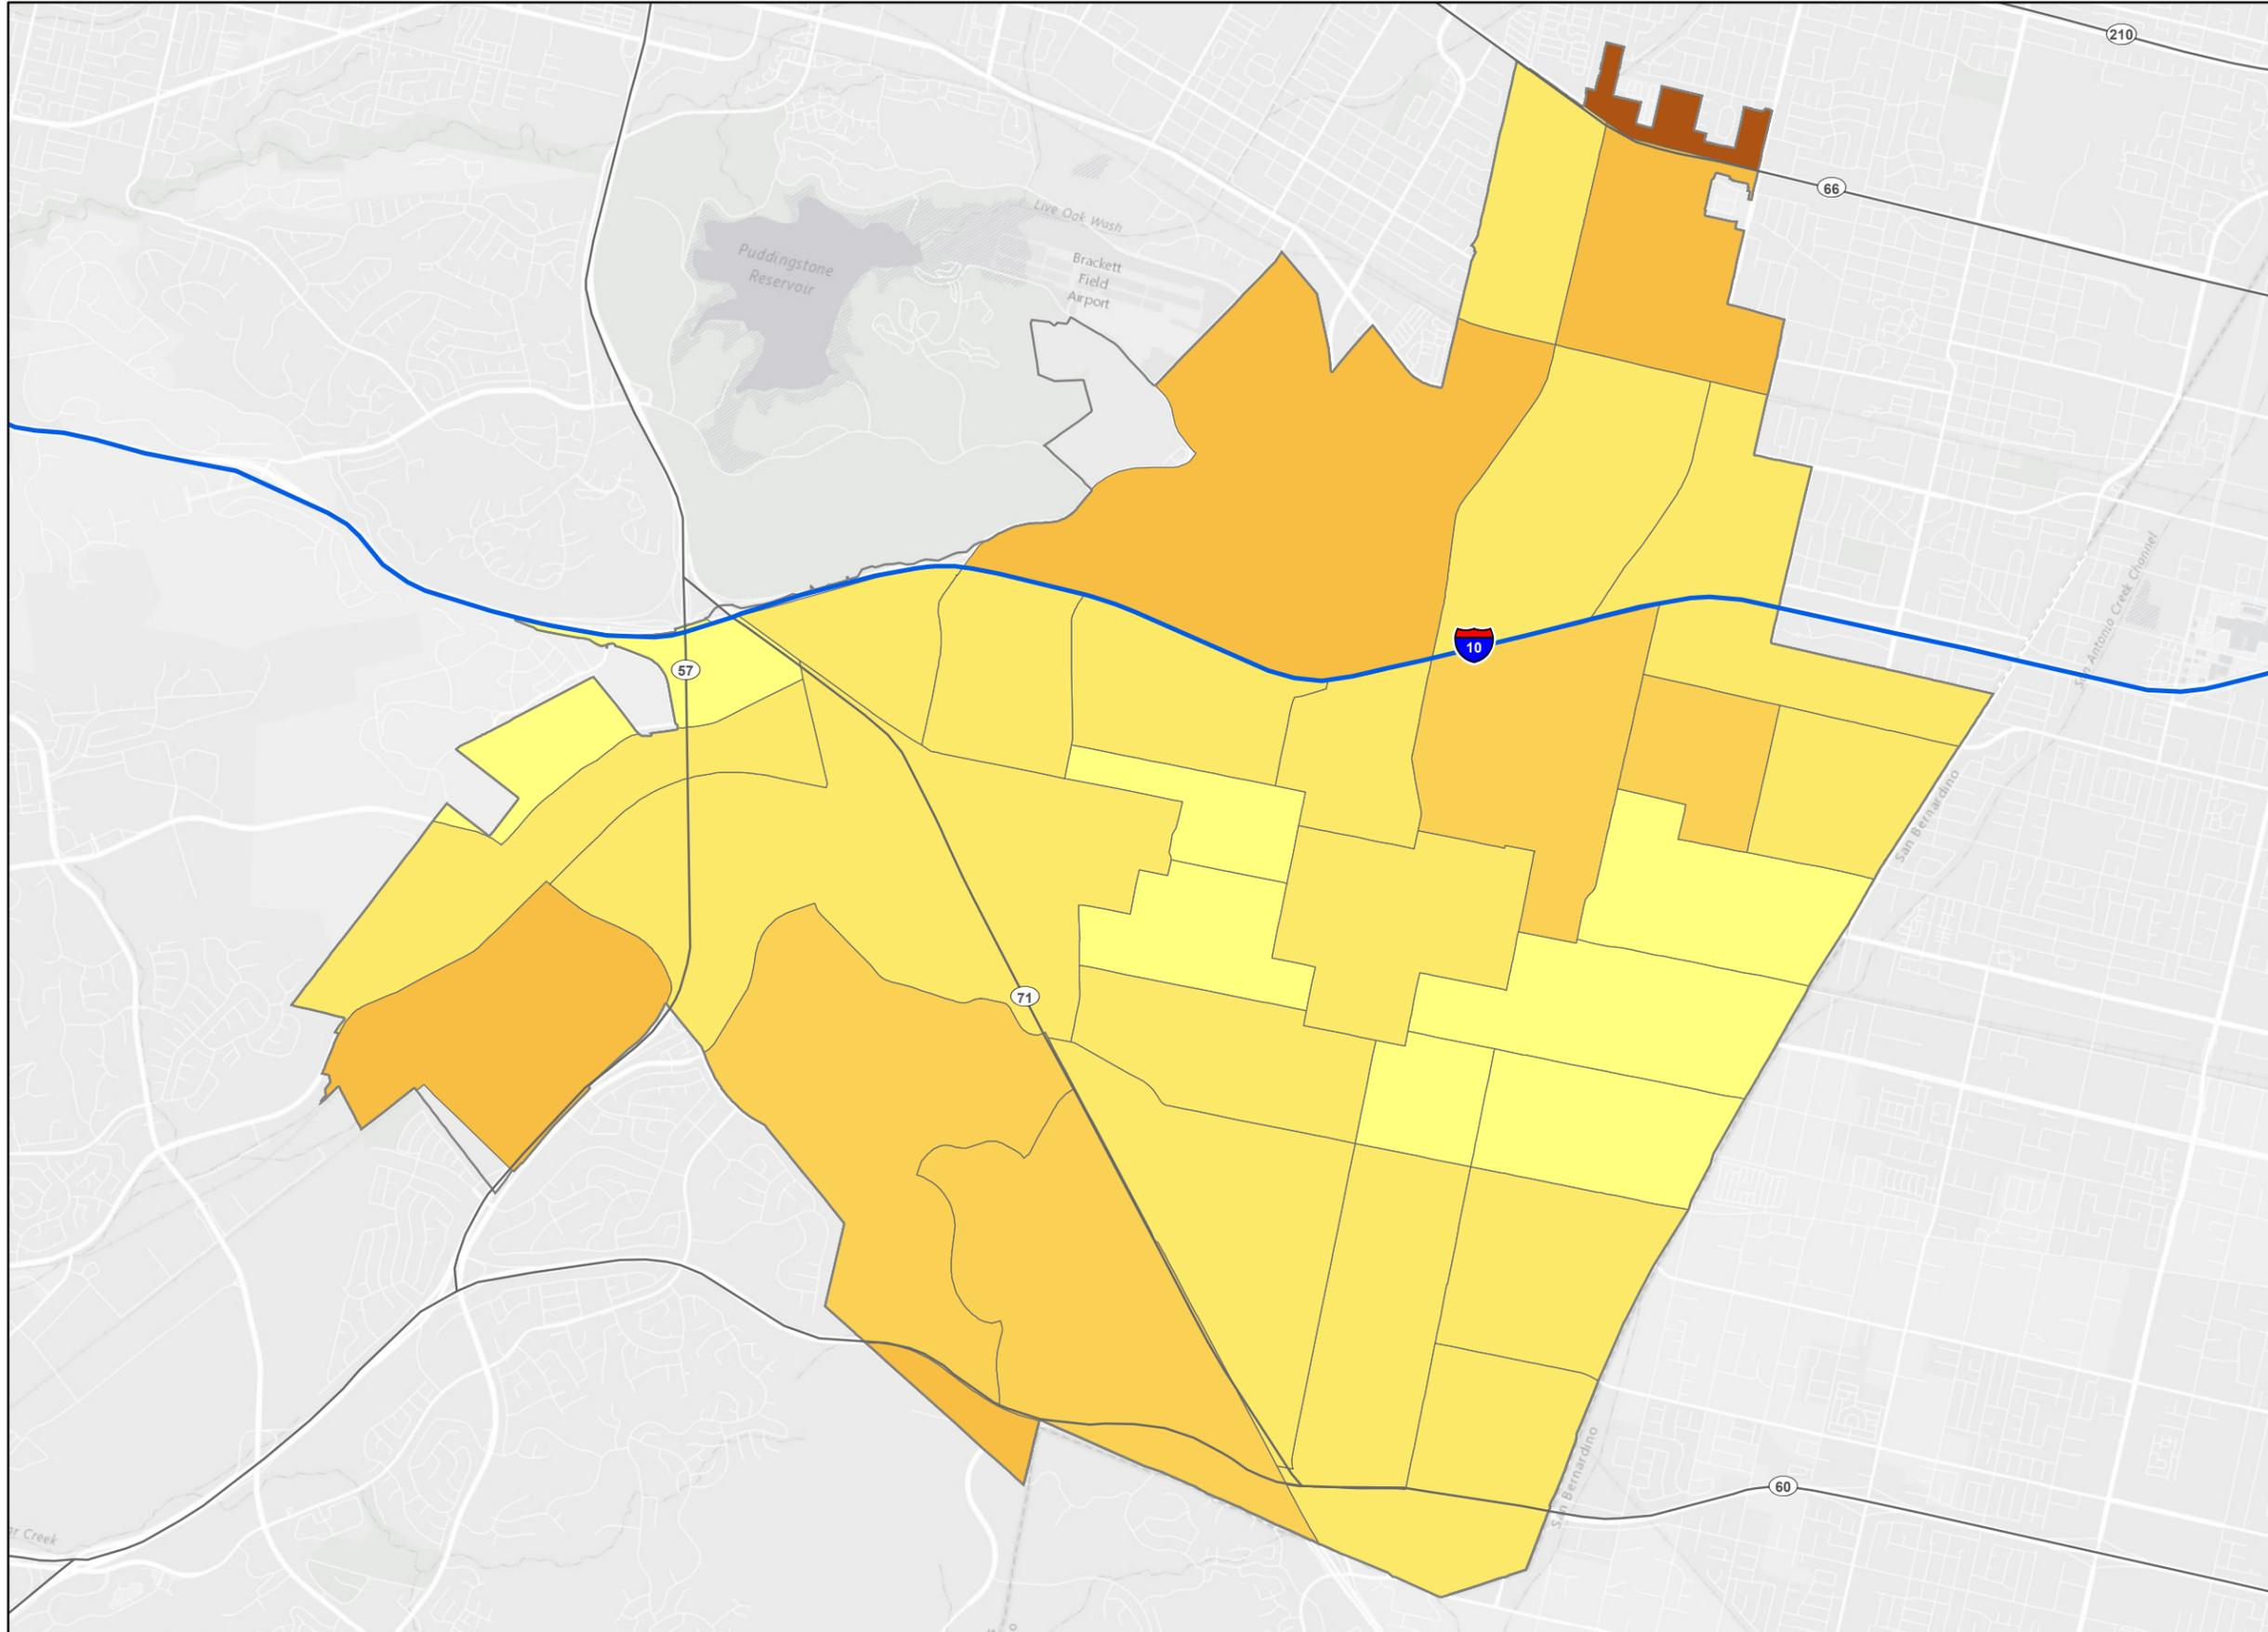 210
66
Live Oak Wash
Puddingstone
Reservoir
Brackett
Field
Airport
San Antonio Creek Channel
10
57
San Bernardino
71
San Bernardino
60
ar Creek